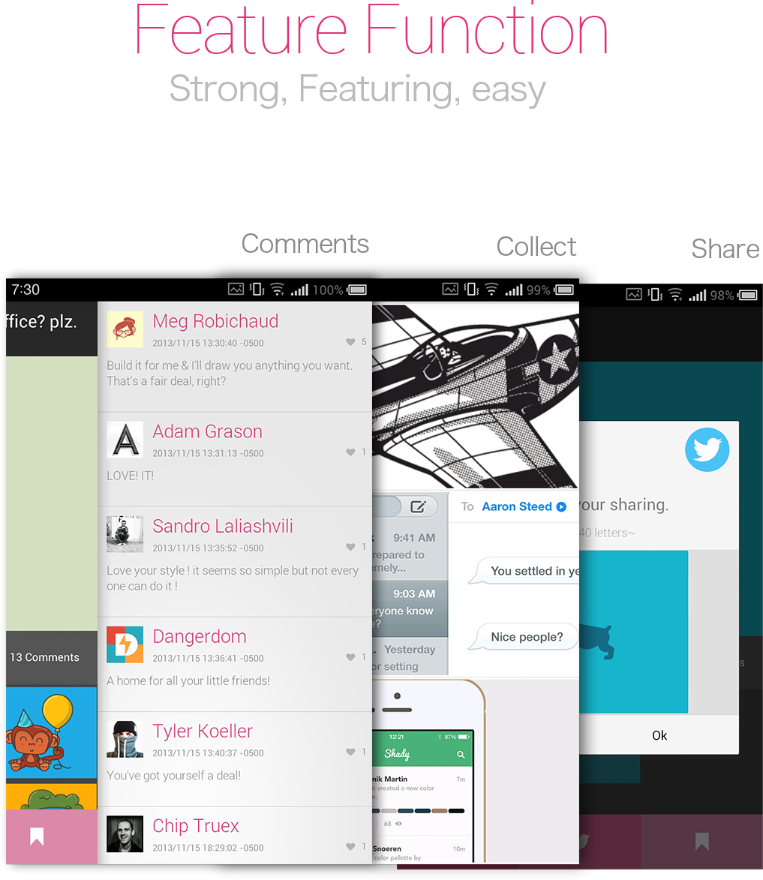 Feature Function
Strong, Featuring, easy
Comments
Collect
Share
7:30
100%
99%
98%
ffice? plz.
13 Comments
Meg Robichaud
2013/11/15 13:30:40 -0500
5
Build it for me & I'll draw you anything you want.
That's a fair deal, right?
Adam Grason
2013/11/15 13:31:13 -0500
1
LOVE! IT!
Sandro Laliashvili
2013/11/15 13:35:52 -0500
1
Love your style ! it seems so simple but not every
one can do it !
Dangerdom
2013/11/15 13:36:41 -0500
1
A home for all your little friends!
Tyler Koeller
2013/11/15 13:40:37 -0500
1
You've got yourself a deal!
Chip Truex
2013/11/15 18:29:02 -0500
1
To Aaron Steed
9:41 AM
repared to
mely...
9:03 AM
eryone know
e?
Yesterday
or setting
You settled in ye
Nice people?
12:21
87%
Shady
nik Martin
7m
t created a new color
68
Snoeren
10m
color palette by
our sharing.
40 letters~
Ok
s